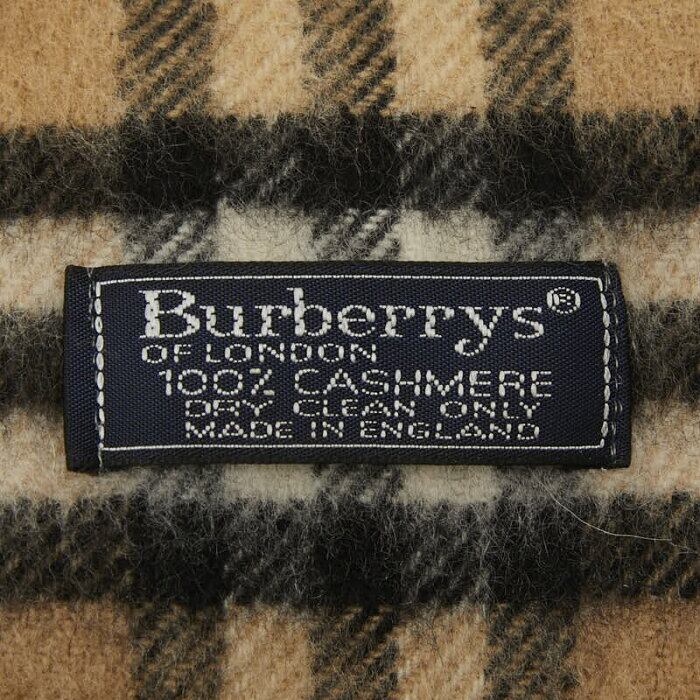 Burberrys®
OF LONDON
100% CASHMERE
DRY CLEAN ONLY
MADE IN ENGLAND